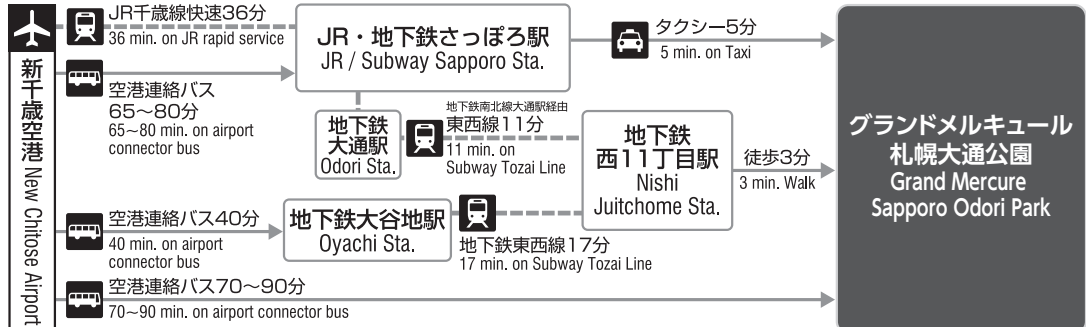 新千歳空港 New Chitose Airport
JR千歳線快速36分
36 min. on JR rapid service
空港連絡バス
65〜80分
65~80 min. on airport
connector bus
JR・地下鉄さっぽろ駅
JR / Subway Sapporo Sta.
タクシー5分
5 min. on Taxi
地下鉄
大通駅
Odori Sta.
地下鉄南北線大通駅経由
東西線11分
11 min. on
Subway Tozai Line
地下鉄
西11丁目駅
Nishi
Juitchome Sta.
徒歩3分
3 min. Walk
空港連絡バス40分
40 min. on airport
connector bus
地下鉄大谷地駅
Oyachi Sta.
地下鉄東西線17分
17 min. on Subway Tozai Line
空港連絡バス70〜90分
70~90 min. on airport connector bus
グランドメルキュール
札幌大通公園
Grand Mercure
Sapporo Odori Park